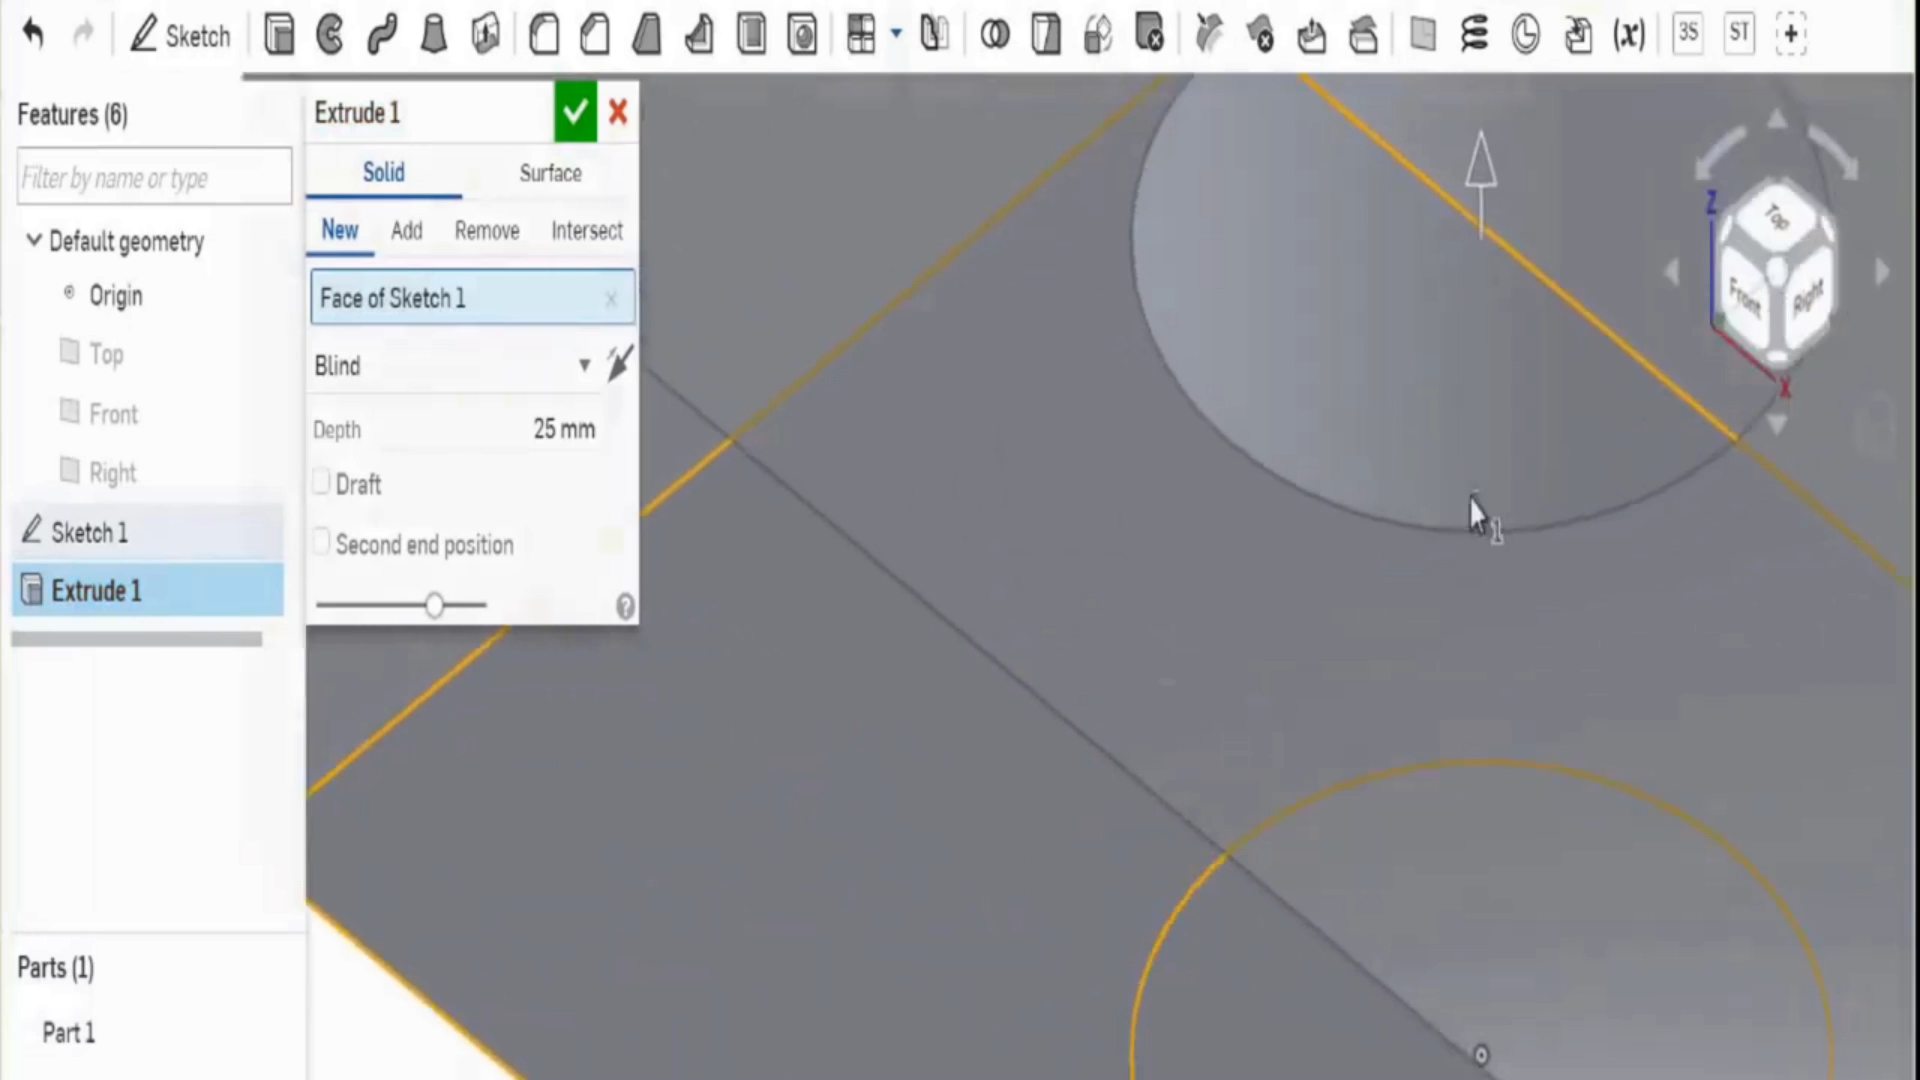 Sketch
(x)
3S
ST
Features (6)
Filter by name or type
Default geometry
Origin
Top
Front
Right
Sketch 1
Extrude 1
Parts (1)
Part 1
Extrude 1
Solid
Surface
New
Add
Remove
Intersect
Face of Sketch 1
Blind
Depth
25 mm
Draft
Second end position
?
1
Z
Top
Front
Right
X